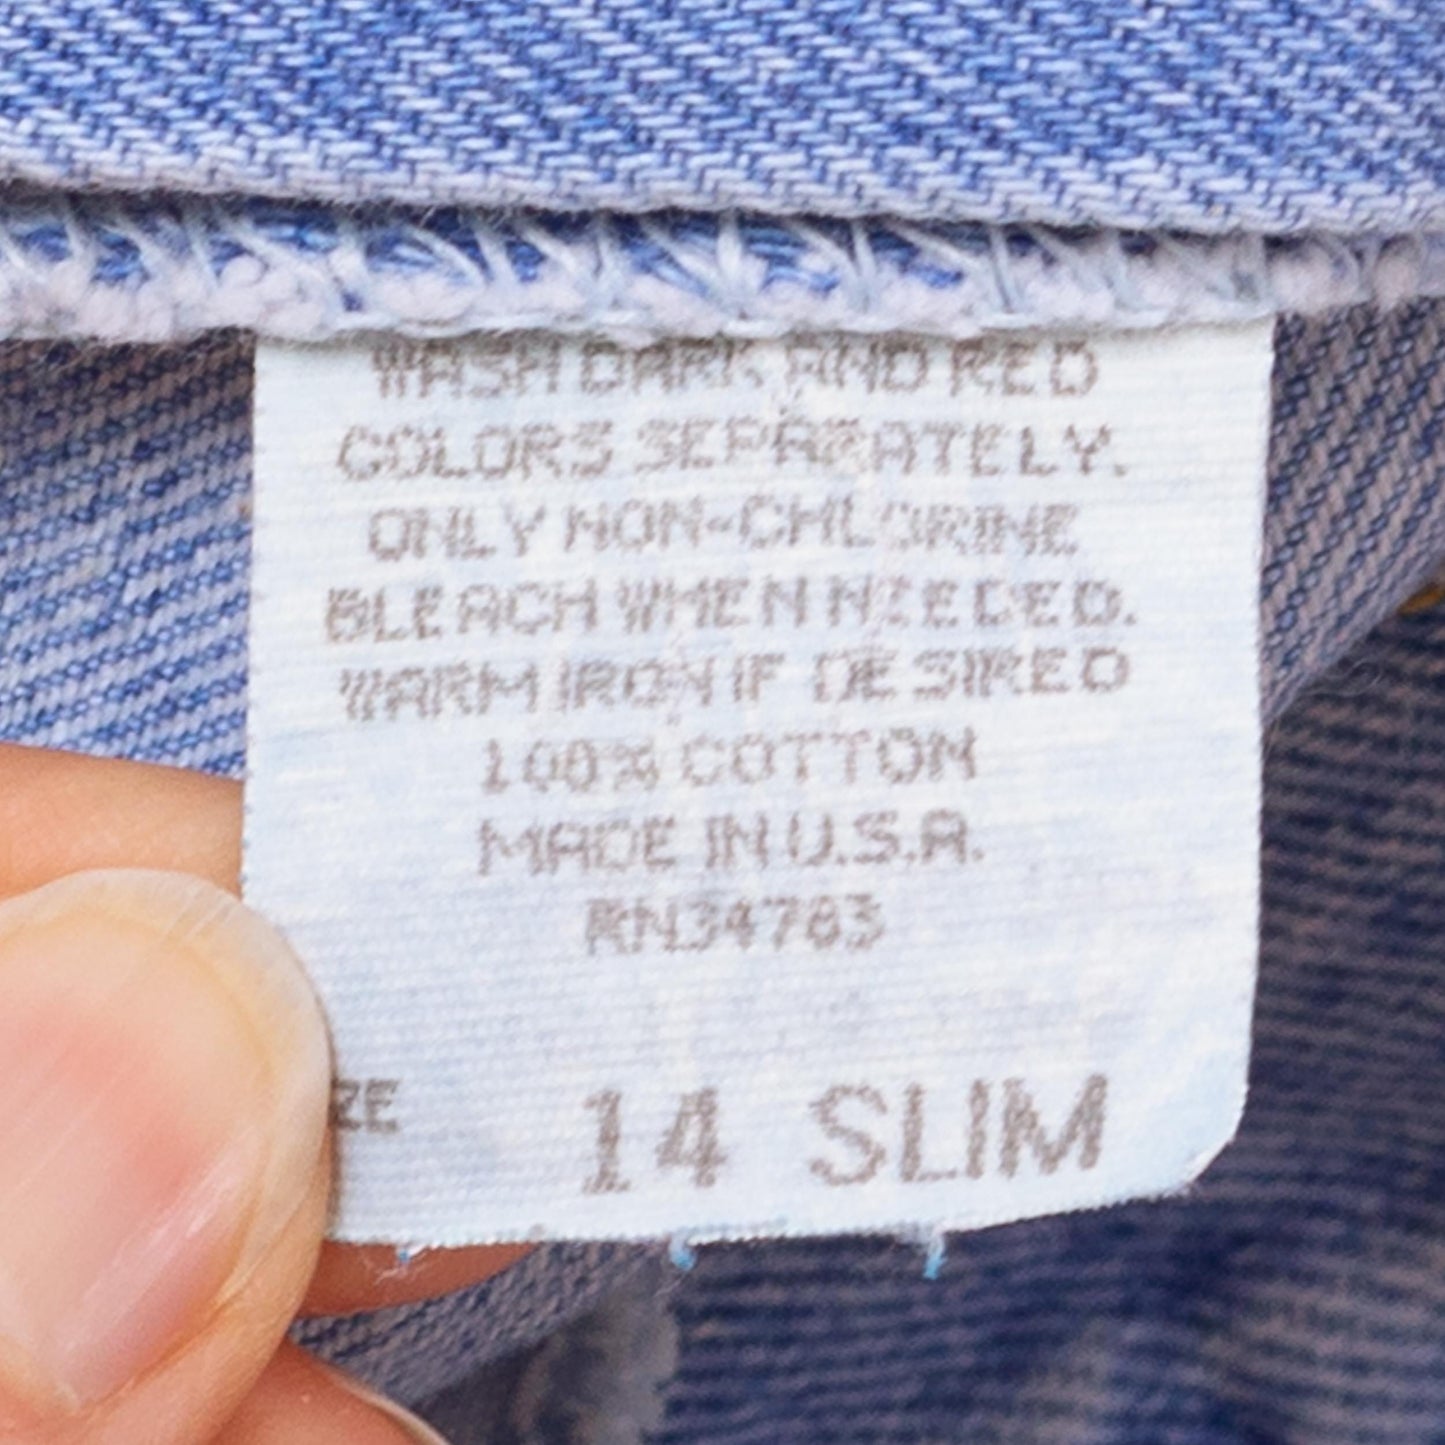 WASH DARK AND RED
COLORS SEPARATELY.
ONLY NON-CHLORINE
BLEACH WHEN NEEDED.
WARM IRON IF DESIRED
100% COTTON
MADE IN U.S.A.
RN34783
ZE 14 SLIM